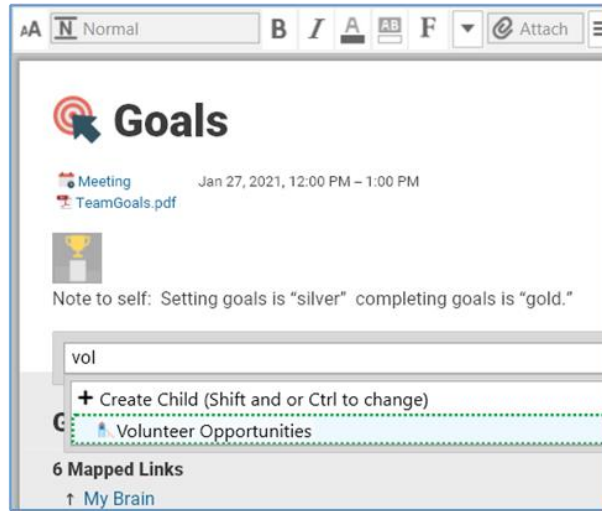 AA N Normal B I A AB F Attach
Goals
Meeting Jan 27, 2021, 12:00 PM – 1:00 PM
TeamGoals.pdf
Note to self: Setting goals is “silver” completing goals is “gold.”
vol
+ Create Child (Shift and or Ctrl to change)
G
Volunteer Opportunities
6 Mapped Links
↑ My Brain